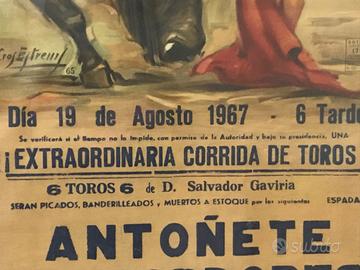 Cros Estrems
65
Día 19 de Agosto 1967 - 6 Tarde
Se verificará si el tiempo no lo impide, con permiso de la Autoridad y bajo su presidencia, UNA
¡EXTRAORDINARIA CORRIDA DE TOROS
6 TOROS 6 de D. Salvador Gaviria
SERAN PICADOS, BANDERILLEADOS y MUERTOS A ESTOQUE por los siguientes ESPADA
ANTOÑETE
subito